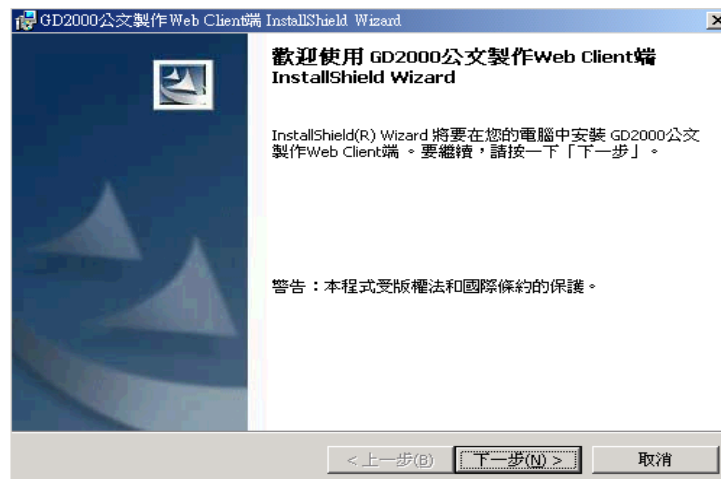 GD2000公文製作Web Client端 InstallShield Wizard
歡迎使用 GD2000公文製作Web Client端
InstallShield Wizard
InstallShield(R) Wizard 將要在您的電腦中安裝 GD2000公文
製作Web Client端 。要繼續，請按一下「下一步」。
警告：本程式受版權法和國際條約的保護。
< 上一步(B)
下一步(N) >
取消